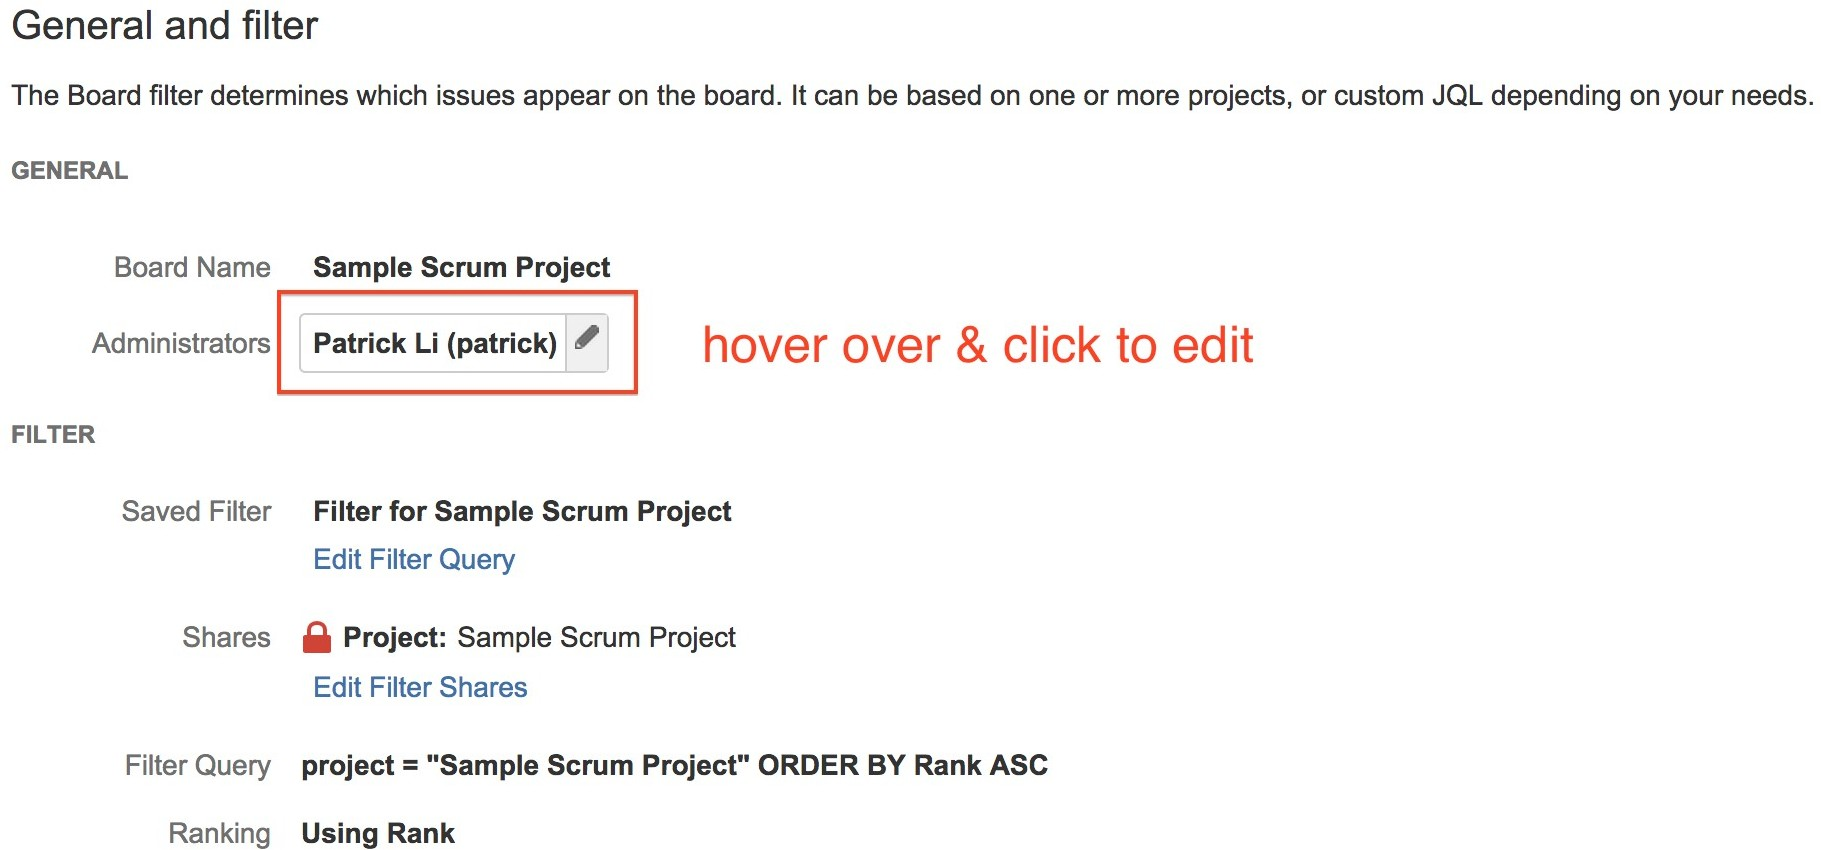 General and filter
The Board filter determines which issues appear on the board. It can be based on one or more projects, or custom JQL depending on your needs.
GENERAL
Board Name Sample Scrum Project
Administrators Patrick Li (patrick) hover over & click to edit
FILTER
Saved Filter Filter for Sample Scrum Project
Edit Filter Query
Shares Project: Sample Scrum Project
Edit Filter Shares
Filter Query project = "Sample Scrum Project" ORDER BY Rank ASC
Ranking Using Rank